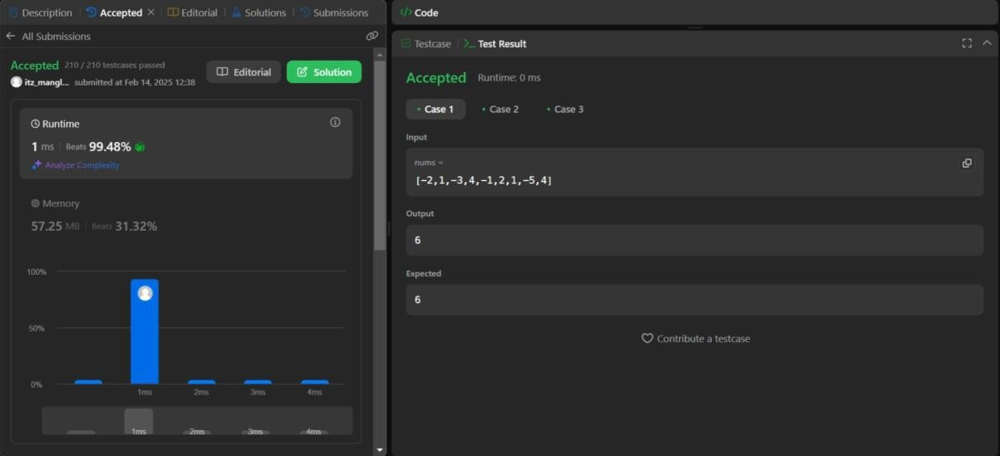 Description
Accepted
Editorial
Solutions
Submissions
All Submissions
Accepted 210 / 210 testcases passed
itz_mangl... submitted at Feb 14, 2025 12:38
Editorial
Solution
Runtime
1 ms | Beats 99.48%
Analyze Complexity
Memory
57.25 MB | Beats 31.32%
100%
50%
0%
1ms 2ms 3ms 4ms
1ms 2ms 3ms 4ms
</> Code
Testcase
>_ Test Result
Accepted Runtime: 0 ms
• Case 1 • Case 2 • Case 3
Input
nums =
[-2,1,-3,4,-1,2,1,-5,4]
Output
6
Expected
6
Contribute a testcase